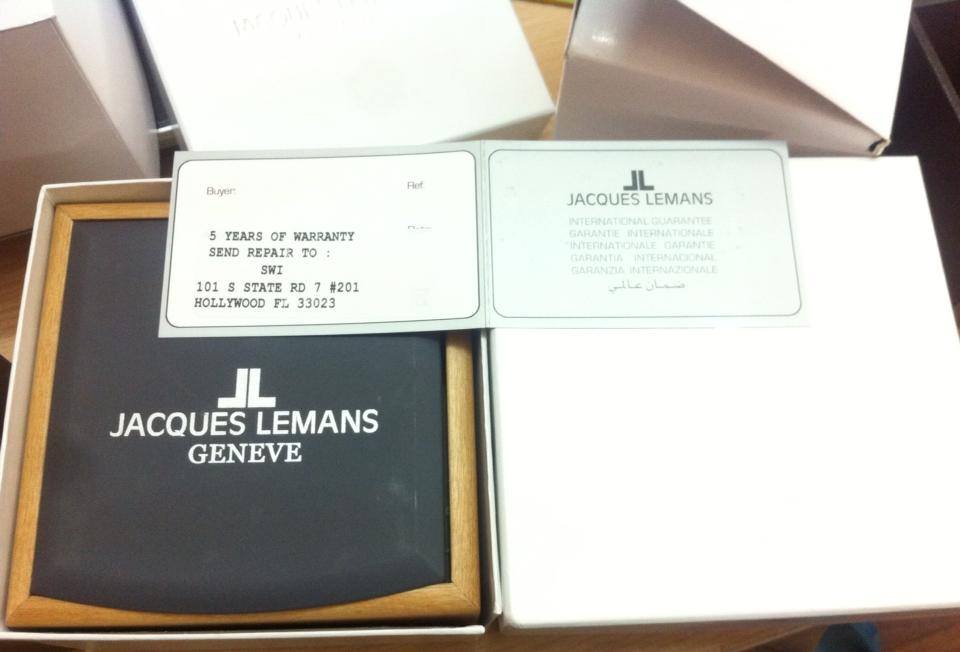 JACQUES
Buyer:
Ref.
5 YEARS OF WARRANTY
SEND REPAIR TO :
SWI
101 S STATE RD 7 #201
HOLLYWOOD FL 33023
JL
JACQUES LEMANS
INTERNATIONAL GUARANTEE
GARANTIE INTERNATIONALE
INTERNATIONALE GARANTIE
GARANTIA INTERNACIONAL
GARANZIA INTERNAZIONALE
ضمان عالمي
JL
JACQUES LEMANS
GENEVE